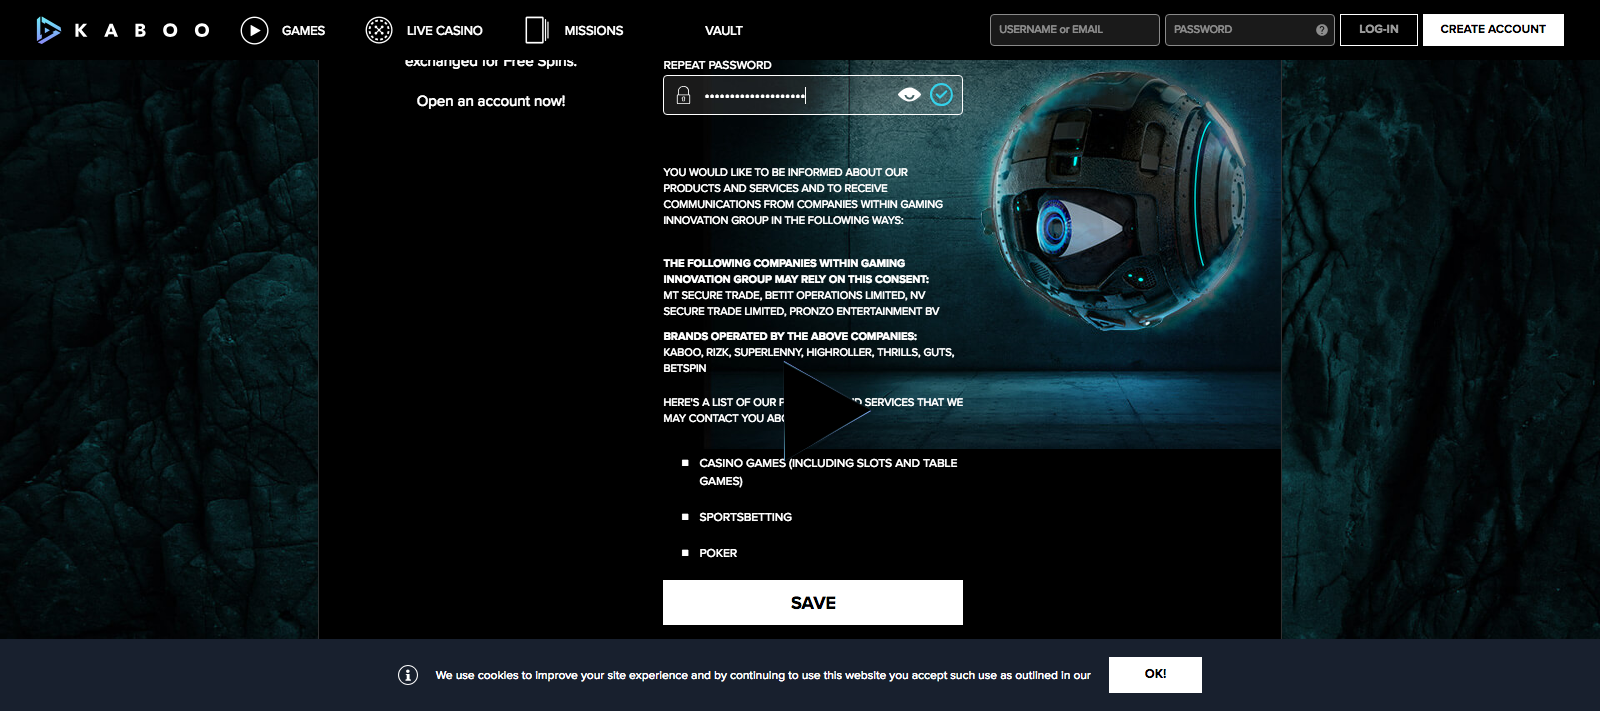 KABOO
GAMES
LIVE CASINO
MISSIONS
VAULT
USERNAME or EMAIL
PASSWORD
?
LOG-IN
CREATE ACCOUNT
exchanged for Free Spins.
Open an account now!
REPEAT PASSWORD
YOU WOULD LIKE TO BE INFORMED ABOUT OUR
PRODUCTS AND SERVICES AND TO RECEIVE
COMMUNICATIONS FROM COMPANIES WITHIN GAMING
INNOVATION GROUP IN THE FOLLOWING WAYS:
THE FOLLOWING COMPANIES WITHIN GAMING
INNOVATION GROUP MAY RELY ON THIS CONSENT:
MT SECURE TRADE, BETIT OPERATIONS LIMITED, NV
SECURE TRADE LIMITED, PRONZO ENTERTAINMENT BV
BRANDS OPERATED BY THE ABOVE COMPANIES:
KABOO, RIZK, SUPERLENNY, HIGHROLLER, THRILLS, GUTS,
BETSPIN
HERE'S A LIST OF OUR SERVICES THAT WE
MAY CONTACT YOU
CASINO GAMES (INCLUDING SLOTS AND TABLE
GAMES)
SPORTSBETTING
POKER
SAVE
We use cookies to improve your site experience and by continuing to use this website you accept such use as outlined in our
OK!